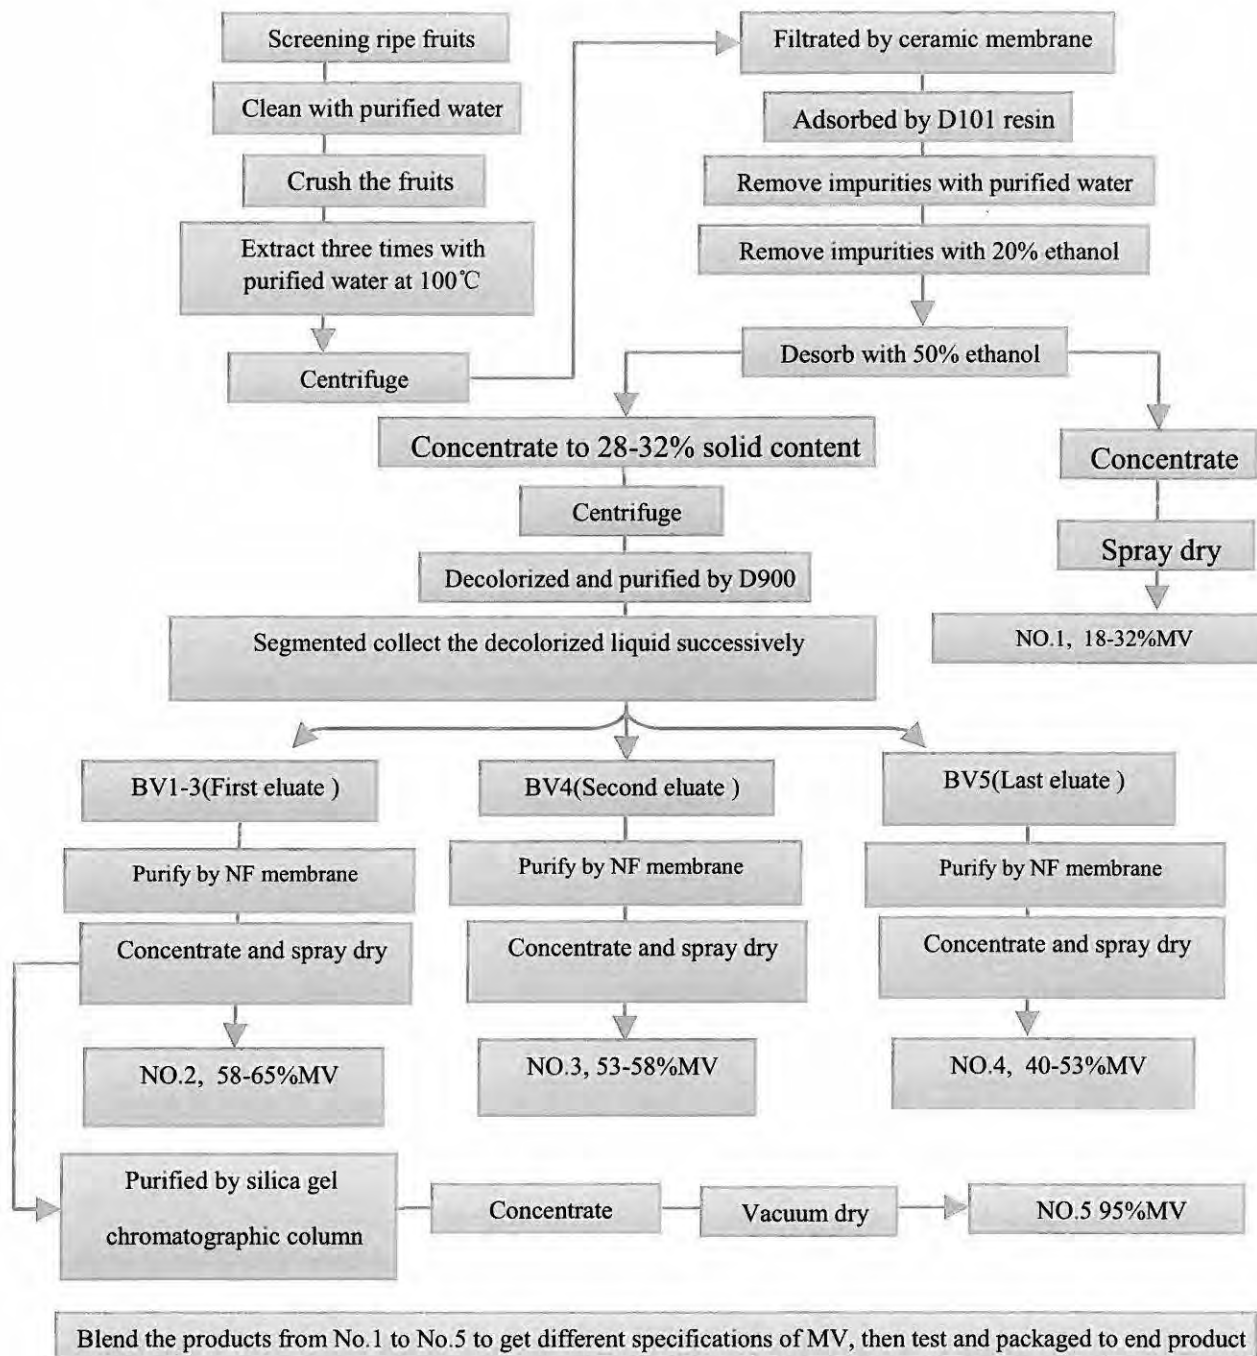 Screening ripe fruits
Clean with purified water
Crush the fruits
Extract three times with
purified water at 100℃
Centrifuge
Filtrated by ceramic membrane
Adsorbed by D101 resin
Remove impurities with purified water
Remove impurities with 20% ethanol
Desorb with 50% ethanol
Concentrate to 28-32% solid content
Centrifuge
Decolorized and purified by D900
Segmented collect the decolorized liquid successively
Concentrate
Spray dry
NO.1, 18-32%MV
BV1-3(First eluate )
Purify by NF membrane
Concentrate and spray dry
NO.2, 58-65%MV
BV4(Second eluate )
Purify by NF membrane
Concentrate and spray dry
NO.3, 53-58%MV
BV5(Last eluate )
Purify by NF membrane
Concentrate and spray dry
NO.4, 40-53%MV
Purified by silica gel
chromatographic column
Concentrate
Vacuum dry
NO.5 95%MV
Blend the products from No.1 to No.5 to get different specifications of MV, then test and packaged to end product